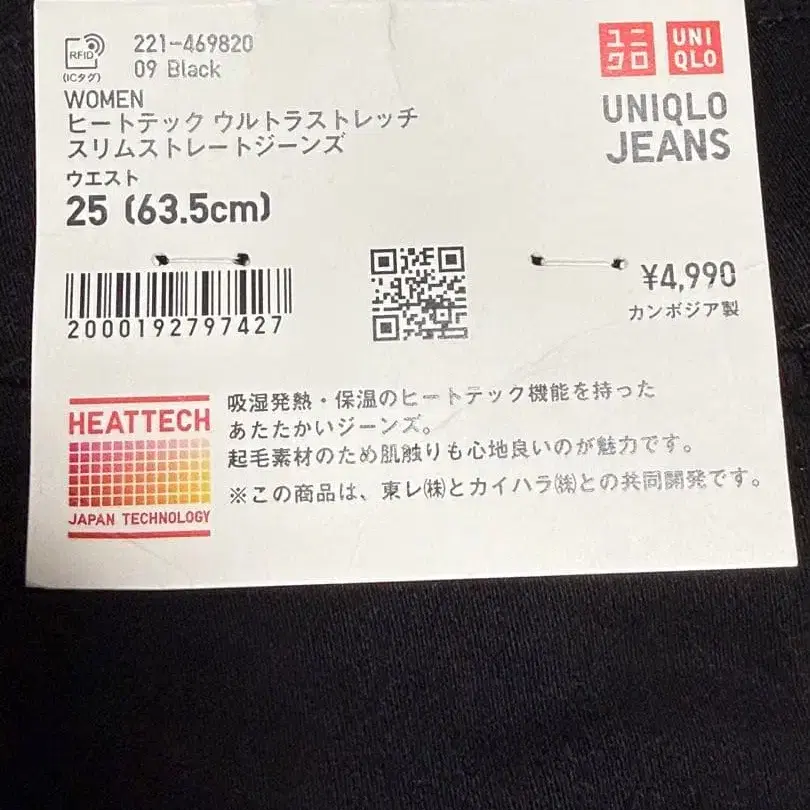 RFID
(ICタグ)
221-469820
09 Black
ユニクロ
UNIQLO
UNIQLO
JEANS
WOMEN
ヒートテック ウルトラストレッチ
スリムストレートジーンズ
ウエスト
25 (63.5cm)
2000192797427
¥4,990
カンボジア製
HEATTECH
JAPAN TECHNOLOGY
吸湿発熱・保温のヒートテック機能を持った
あたたかいジーンズ。
起毛素材のため肌触りも心地良いのが魅力です。
※この商品は、東レ㈱とカイハラ㈱との共同開発です。